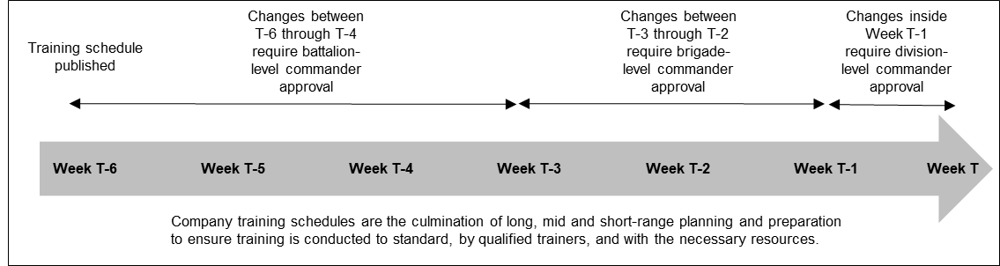 Training schedule
published
Changes between
T-6 through T-4
require battalion-
level commander
approval
Changes between
T-3 through T-2
require brigade-
level commander
approval
Changes inside
Week T-1
require division-
level commander
approval
Week T-6
Week T-5
Week T-4
Week T-3
Week T-2
Week T-1
Week T
Company training schedules are the culmination of long, mid and short-range planning and preparation
to ensure training is conducted to standard, by qualified trainers, and with the necessary resources.